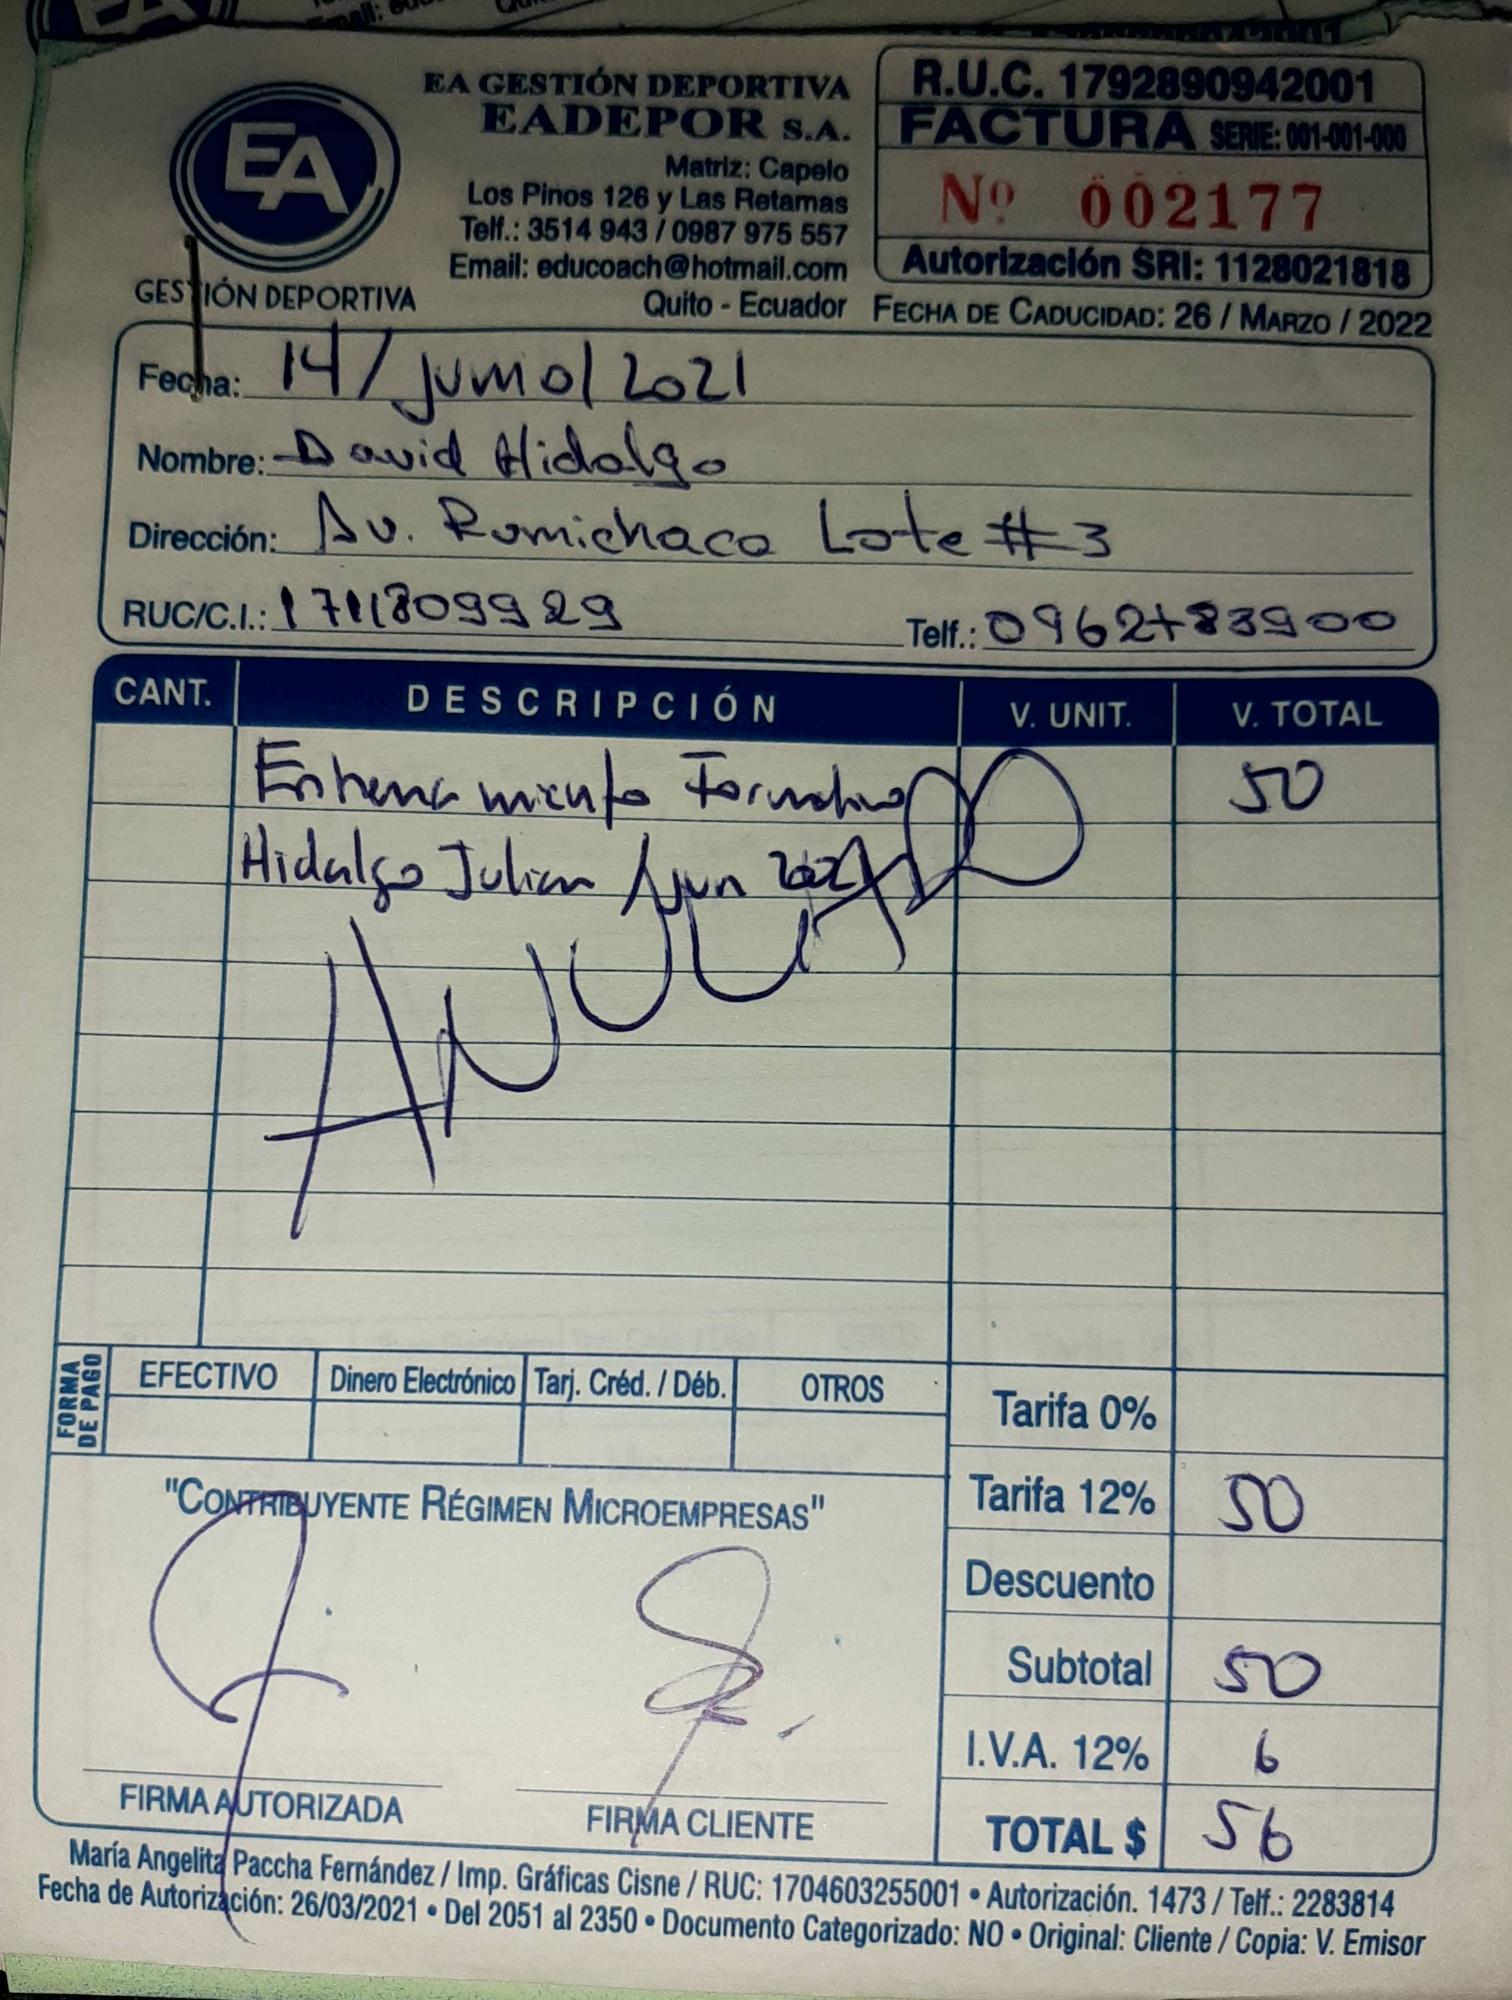 EA
GESTIÓN DEPORTIVA
EA GESTIÓN DEPORTIVA
EADEPOR S.A.
Matriz: Capelo
Los Pinos 126 y Las Retamas
Telf.: 3514 943 / 0987 975 557
Email: educoach@hotmail.com
Quito - Ecuador
R.U.C. 1792890942001
FACTURA SERIE: 001-001-000
Nº 002177
Autorización SRI: 1128021818
FECHA DE CADUCIDAD: 26 / MARZO / 2022
Fecha: 14/junio/2021
Nombre: David Hidalgo
Dirección: Av. Rumichaca Lote #3
RUC/C.I.: 1711809929 Telf.: 0962783900
CANT. DESCRIPCIÓN V. UNIT. V. TOTAL
Entrenamiento Formativo 50
Hidalgo Julian / jun 2021
ANULADO
FORMA DE PAGO
EFECTIVO Dinero Electrónico Tarj. Créd. / Déb. OTROS
Tarifa 0%
Tarifa 12% 50
Descuento
Subtotal 50
I.V.A. 12% 6
TOTAL $ 56
"CONTRIBUYENTE RÉGIMEN MICROEMPRESAS"
FIRMA AUTORIZADA FIRMA CLIENTE
María Angelita Paccha Fernández / Imp. Gráficas Cisne / RUC: 1704603255001 • Autorización. 1473 / Telf.: 2283814
Fecha de Autorización: 26/03/2021 • Del 2051 al 2350 • Documento Categorizado: NO • Original: Cliente / Copia: V. Emisor